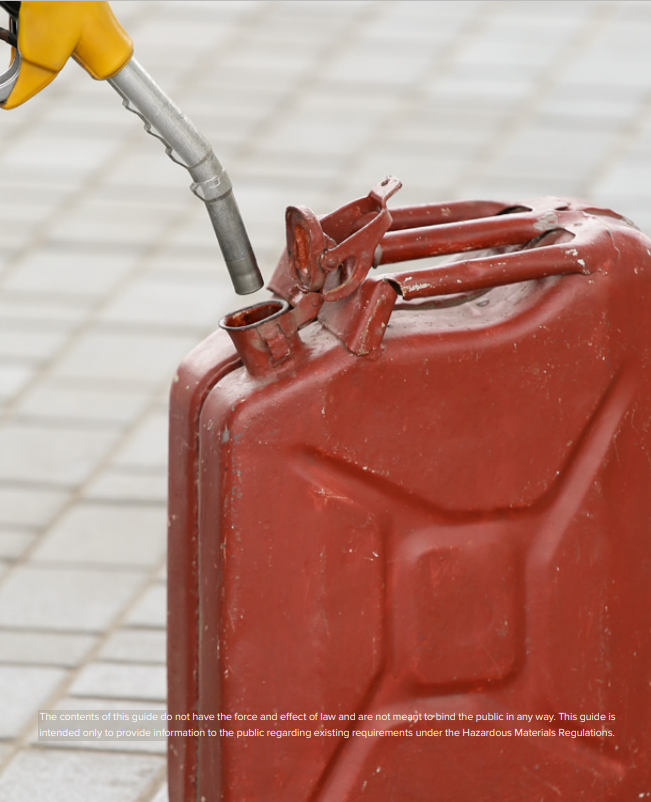 The contents of this guide do not have the force and effect of law and are not meant to bind the public in any way. This guide is
intended only to provide information to the public regarding existing requirements under the Hazardous Materials Regulations.